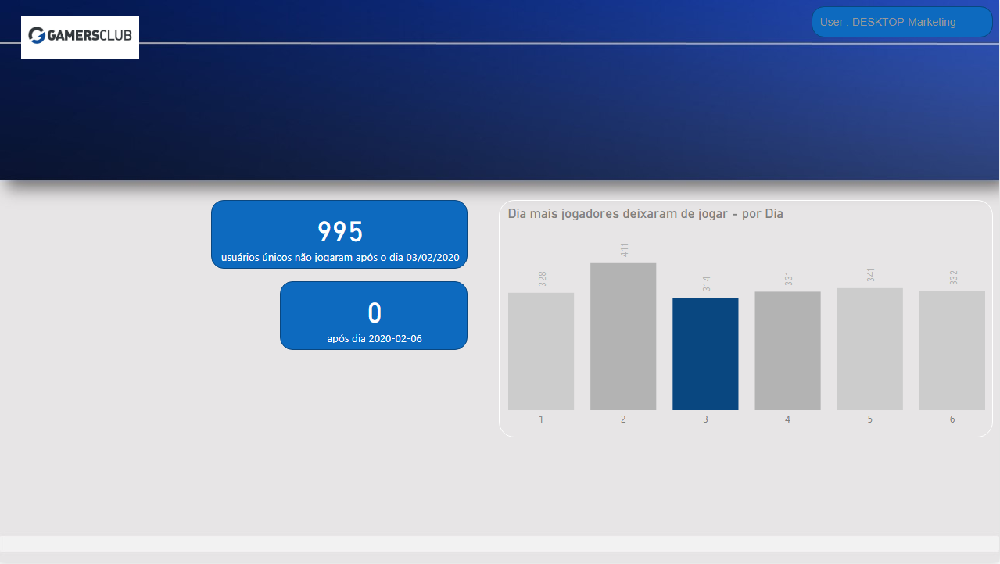 GAMERSCLUB
User : DESKTOP-Marketing
995
usuários únicos não jogaram após o dia 03/02/2020
0
após dia 2020-02-06
Dia mais jogadores deixaram de jogar - por Dia
328
411
314
331
341
332
1
2
3
4
5
6